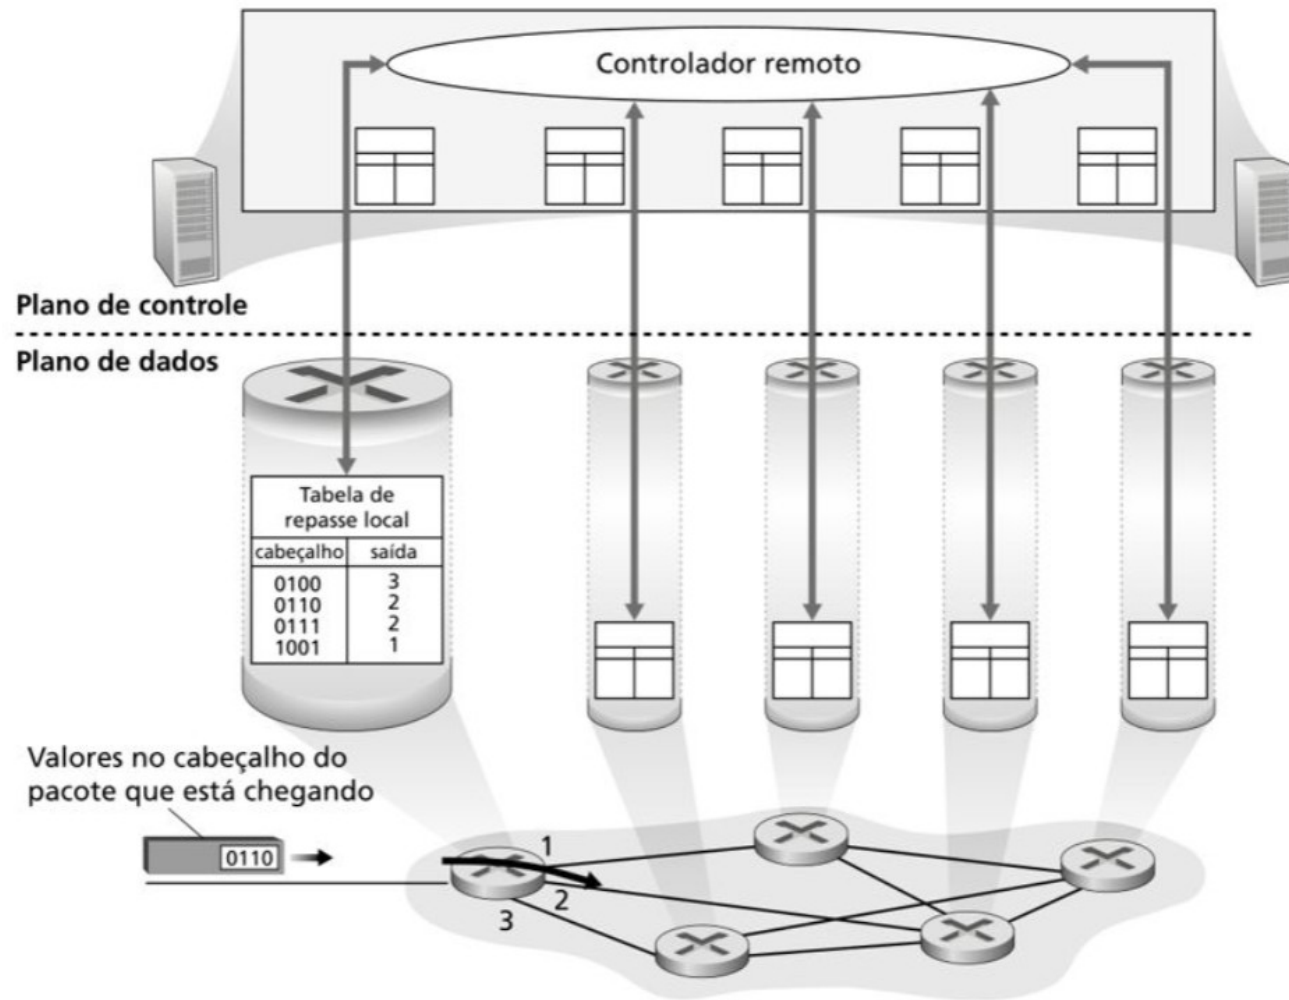 Controlador remoto
Plano de controle
Plano de dados
Tabela de
repasse local
cabeçalho saída
0100 3
0110 2
0111 2
1001 1
Valores no cabeçalho do
pacote que está chegando
0110
1
2
3